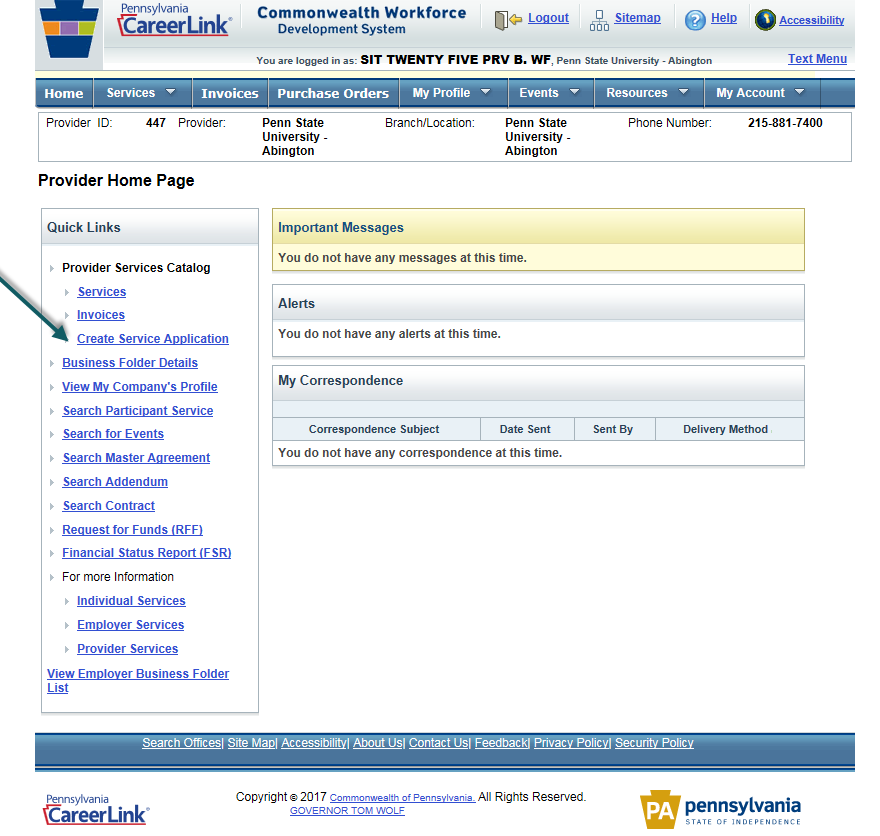 Pennsylvania
CareerLink®
Commonwealth Workforce
Development System
Logout
Sitemap
Help
Accessibility
You are logged in as: SIT TWENTY FIVE PRV B. WF, Penn State University - Abington
Text Menu
Home Services Invoices Purchase Orders My Profile Events Resources My Account
Provider ID: 447 Provider: Penn State Branch/Location: Penn State Phone Number: 215-881-7400
University - University -
Abington Abington
Provider Home Page
Quick Links
Provider Services Catalog
Services
Invoices
Create Service Application
Business Folder Details
View My Company's Profile
Search Participant Service
Search for Events
Search Master Agreement
Search Addendum
Search Contract
Request for Funds (RFF)
Financial Status Report (FSR)
For more Information
Individual Services
Employer Services
Provider Services
View Employer Business Folder
List
Important Messages
You do not have any messages at this time.
Alerts
You do not have any alerts at this time.
My Correspondence
Correspondence Subject Date Sent Sent By Delivery Method
You do not have any correspondence at this time.
Search Offices| Site Map| Accessibility| About Us| Contact Us| Feedback| Privacy Policy| Security Policy
Pennsylvania
CareerLink®
Copyright © 2017 Commonwealth of Pennsylvania. All Rights Reserved.
GOVERNOR TOM WOLF
PA pennsylvania
STATE OF INDEPENDENCE